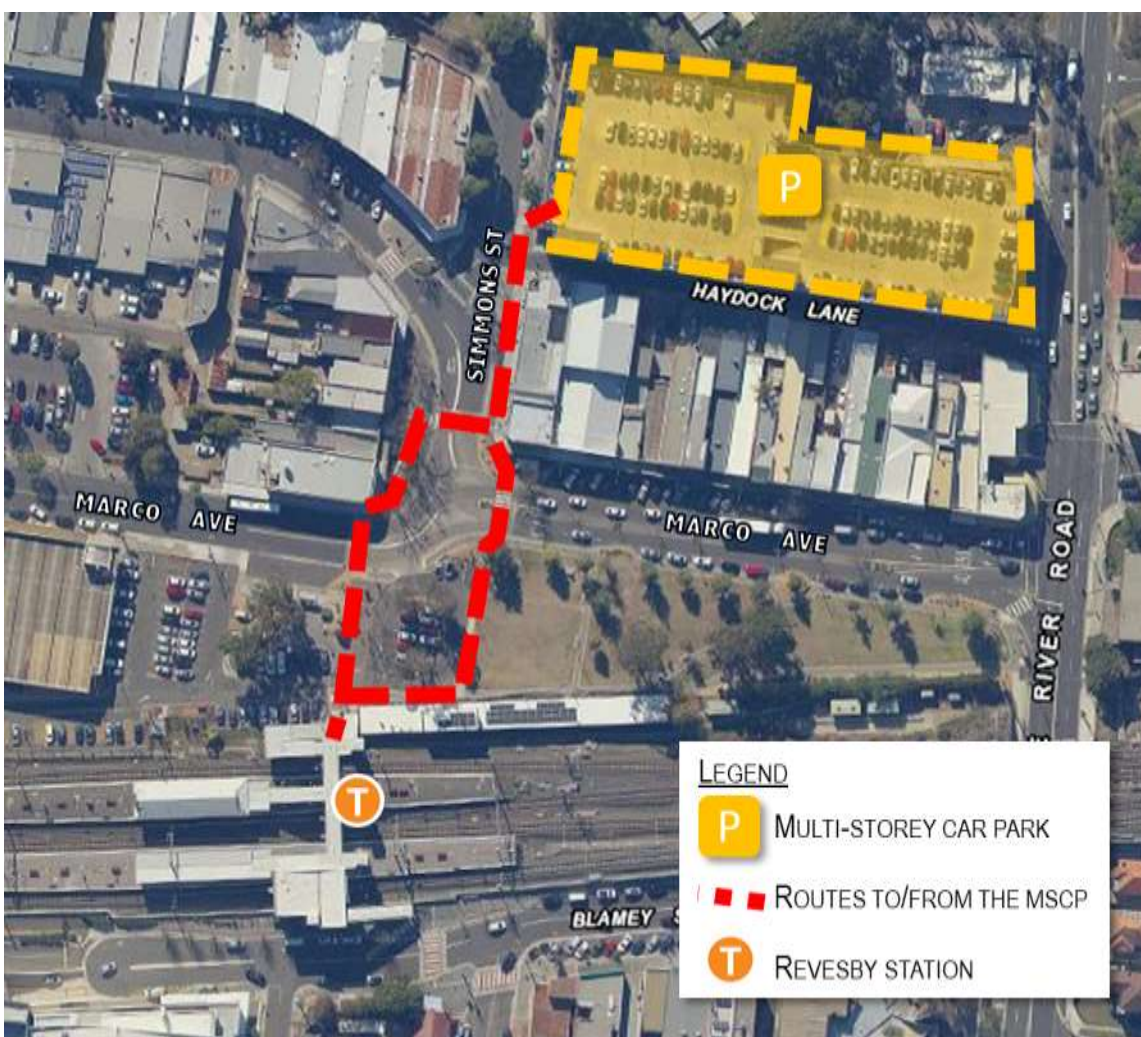 P
SIMMONS ST
HAYDOCK LANE
MARCO AVE
MARCO AVE
RIVER ROAD
T
BLAMEY
LEGEND
P MULTI-STOREY CAR PARK
ROUTES TO/FROM THE MSCP
T REVESBY STATION